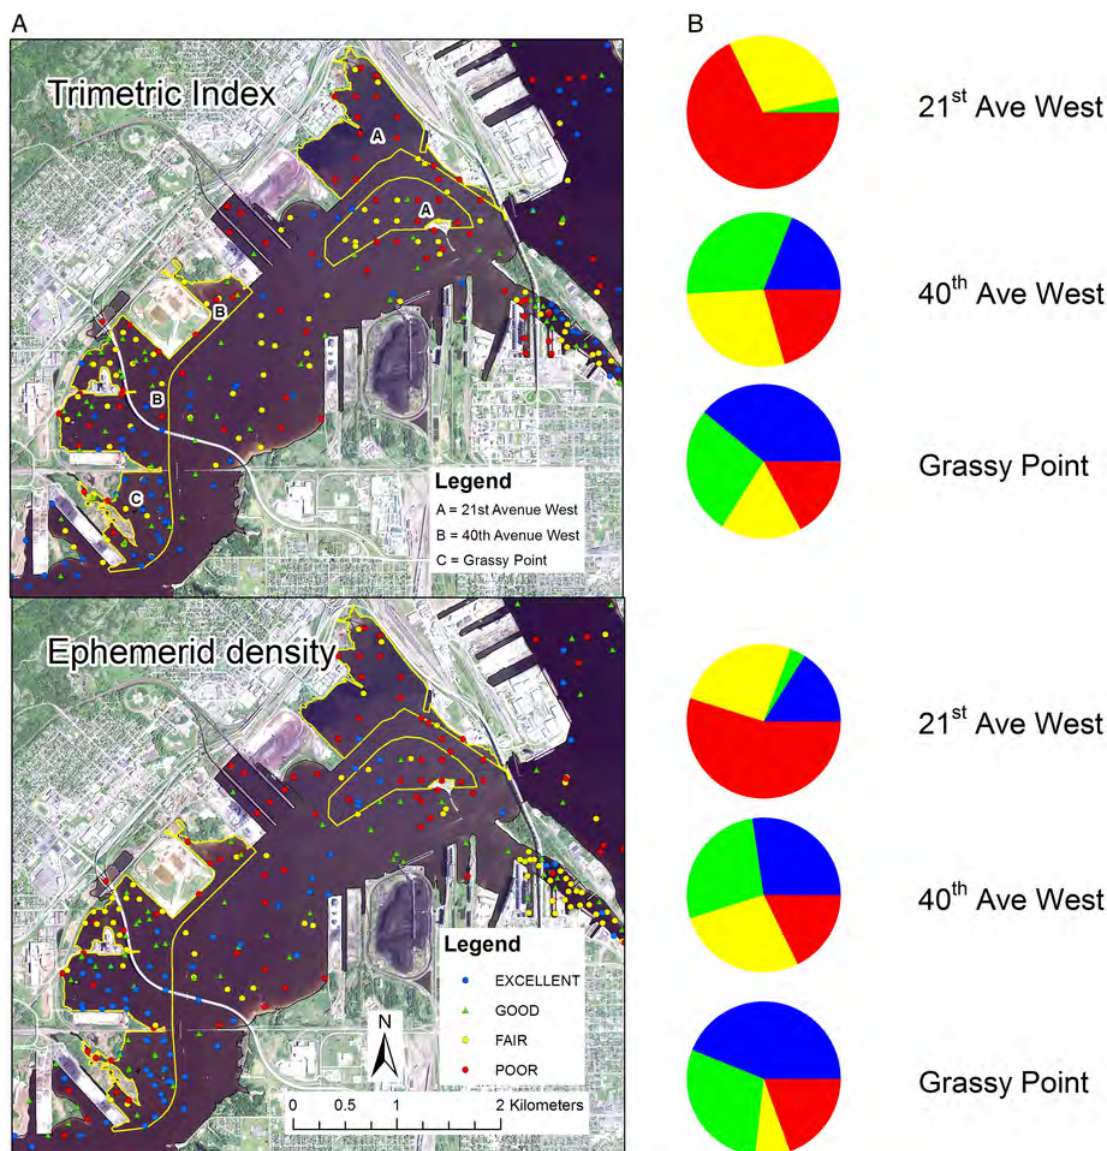 A
Trimetric Index
A
A
B
B
C
Legend
A = 21st Avenue West
B = 40th Avenue West
C = Grassy Point
Ephemerid density
Legend
EXCELLENT
GOOD
FAIR
POOR
N
0 0.5 1 2 Kilometers
B
21st Ave West
40th Ave West
Grassy Point
21st Ave West
40th Ave West
Grassy Point